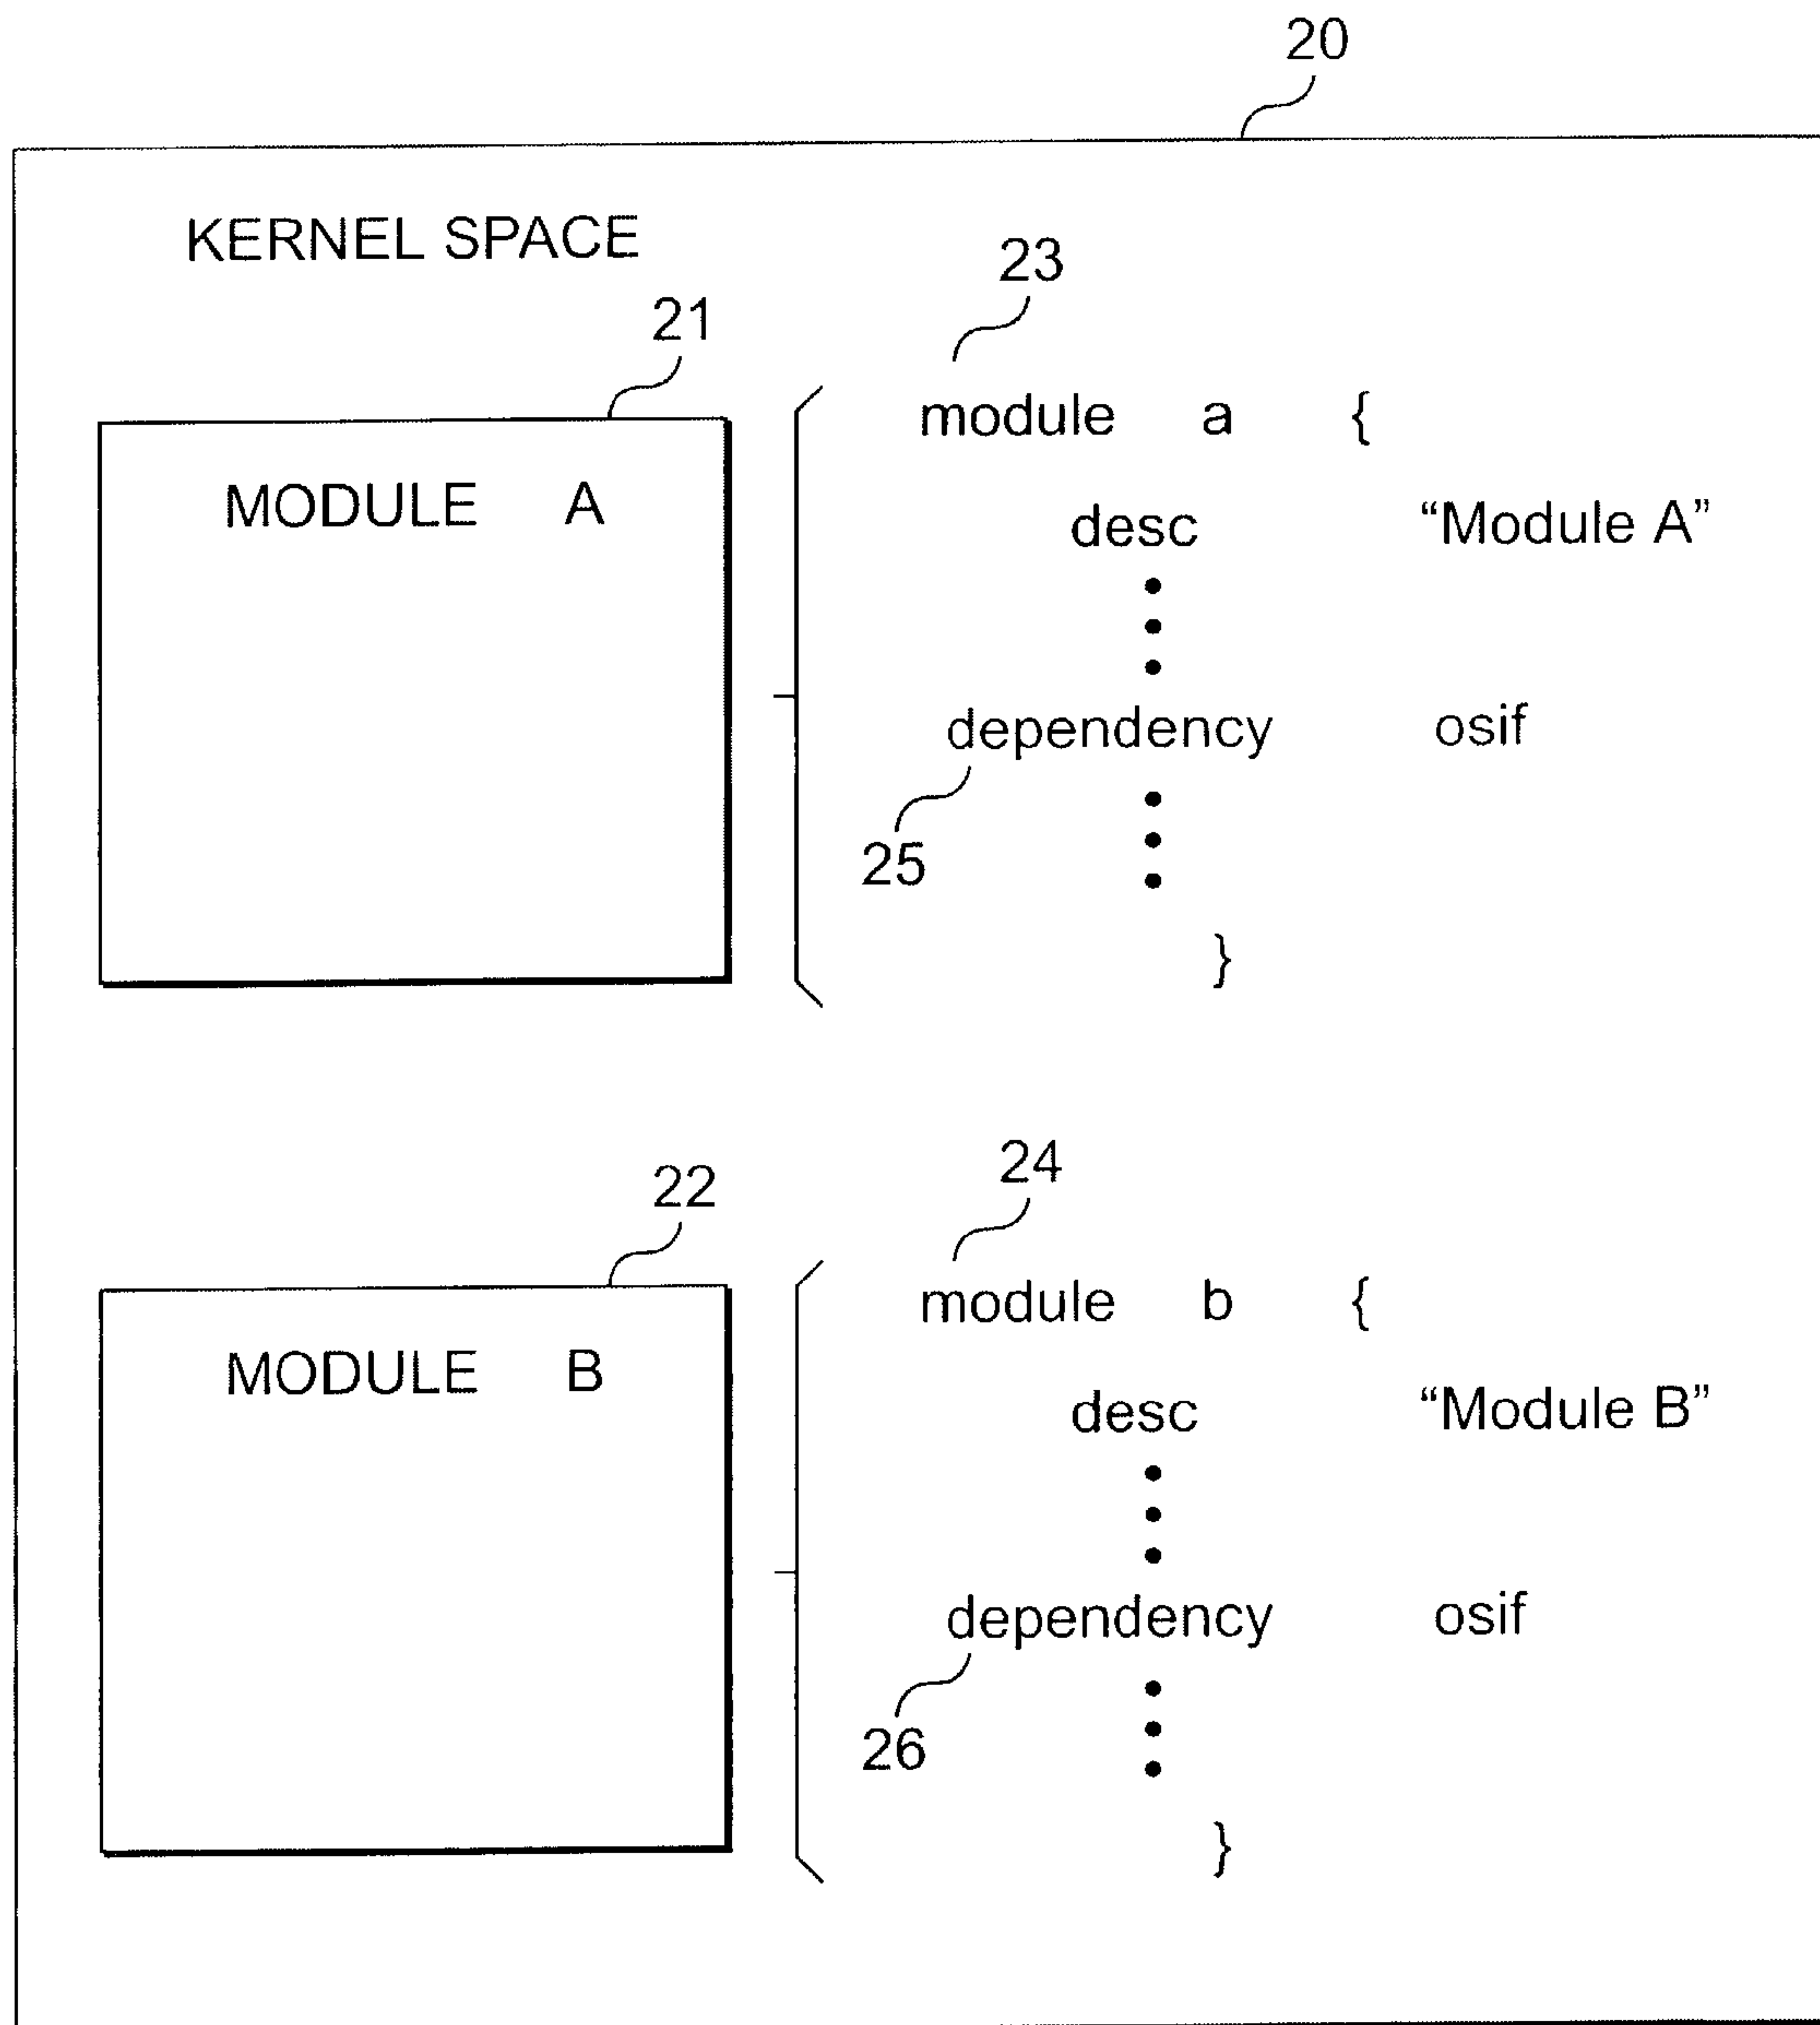 20
KERNEL SPACE
23
21
module a {
MODULE A
desc “Module A”
dependency osif
25
}
24
22
module b {
MODULE B
desc “Module B”
dependency osif
26
}